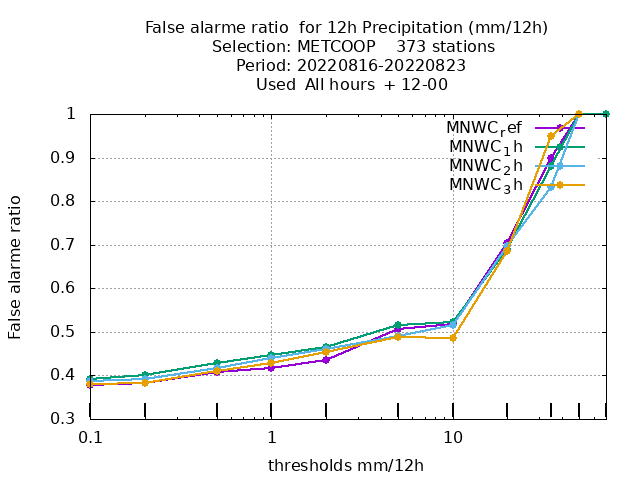 False alarme ratio  for 12h Precipitation (mm/12h)
Selection: METCOOP    373 stations
Period: 20220816-20220823
Used  All hours  + 12-00
1
MNWC_ref
MNWC_1h
0.9
MNWC_2h
MNWC_3h
0.8
0.7
0.6
0.5
0.4
0.3
False alarme ratio
0.1 1 10
thresholds mm/12h